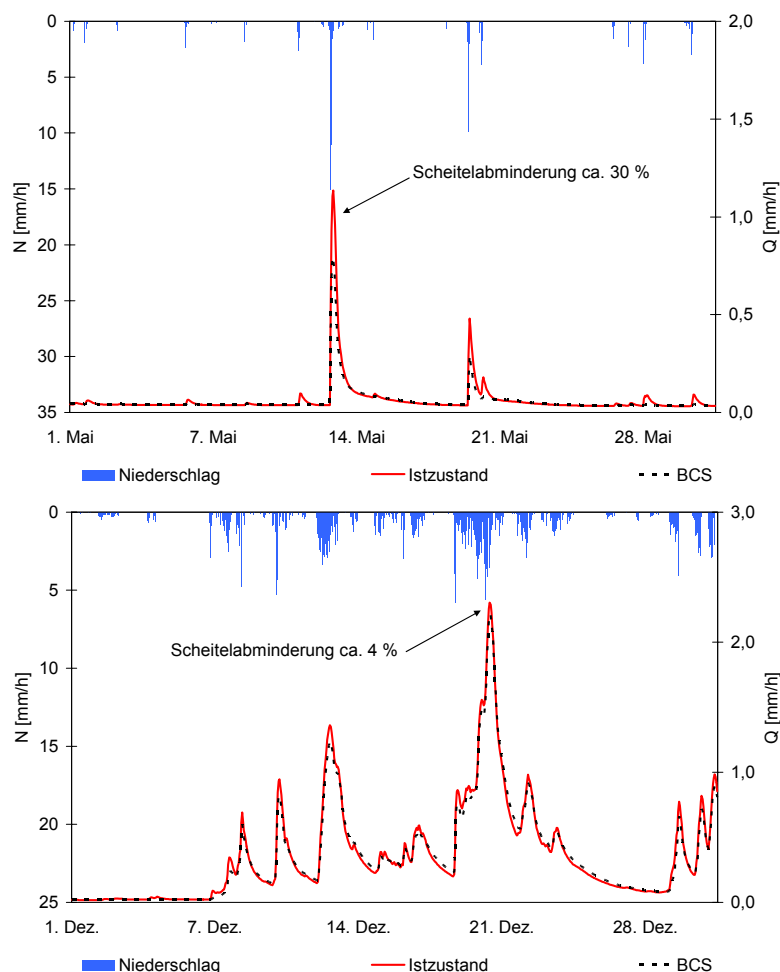 0
5
10
15
20
25
30
35
N [mm/h]
2,0
1,5
1,0
0,5
0,0
Q [mm/h]
Scheitelabminderung ca. 30 %
1. Mai 7. Mai 14. Mai 21. Mai 28. Mai
Niederschlag Istzustand BCS
0
5
10
15
20
25
N [mm/h]
3,0
2,0
1,0
0,0
Q [mm/h]
Scheitelabminderung ca. 4 %
1. Dez. 7. Dez. 14. Dez. 21. Dez. 28. Dez.
Niederschlag Istzustand BCS